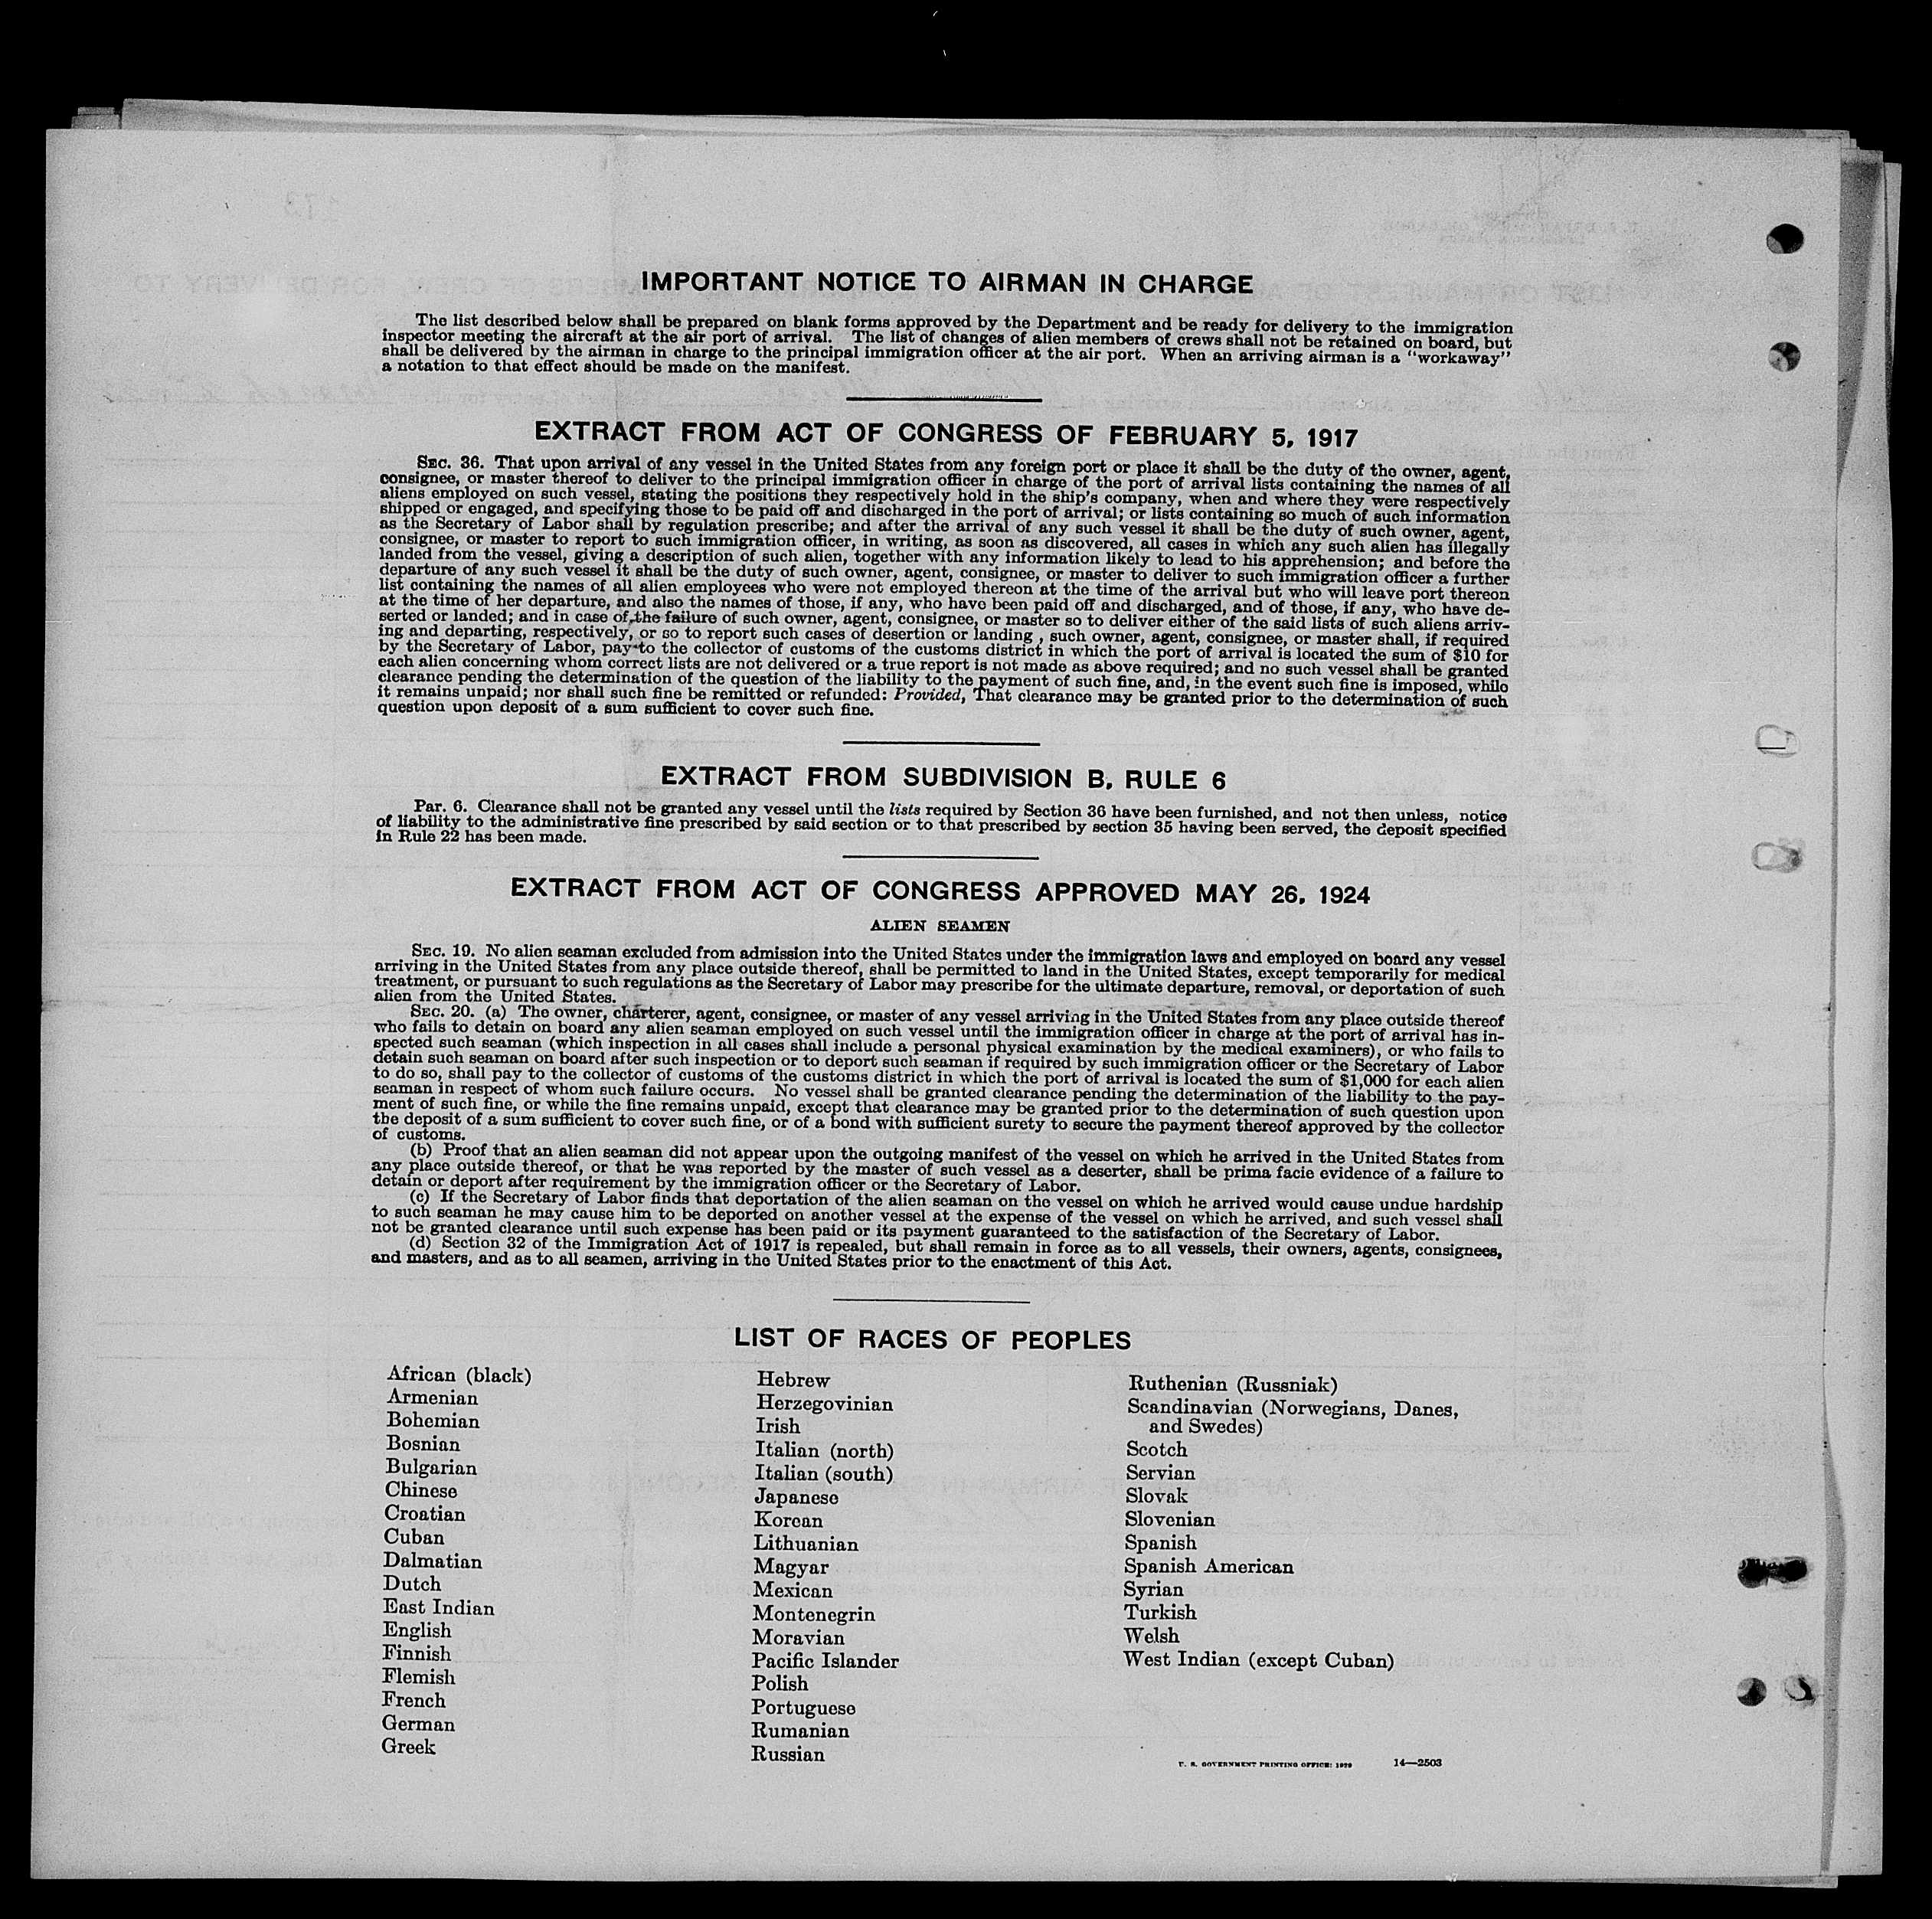 IMPORTANT NOTICE TO AIRMAN IN CHARGE
The list described below shall be prepared on blank forms approved by the Department and be ready for delivery to the immigration
inspector meeting the aircraft at the air port of arrival. The list of changes of alien members of crews shall not be retained on board, but
shall be delivered by the airman in charge to the principal immigration officer at the air port. When an arriving airman is a "workaway"
a notation to that effect should be made on the manifest.
EXTRACT FROM ACT OF CONGRESS OF FEBRUARY 5, 1917
SEC. 36. That upon arrival of any vessel in the United States from any foreign port or place it shall be the duty of the owner, agent,
consignee, or master thereof to deliver to the principal immigration officer in charge of the port of arrival lists containing the names of all
aliens employed on such vessel, stating the positions they respectively hold in the ship's company, when and where they were respectively
shipped or engaged, and specifying those to be paid off and discharged in the port of arrival; or lists containing so much of such information
as the Secretary of Labor shall by regulation prescribe; and after the arrival of any such vessel it shall be the duty of such owner, agent,
consignee, or master to report to such immigration officer, in writing, as soon as discovered, all cases in which any such alien has illegally
landed from the vessel, giving a description of such alien, together with any information likely to lead to his apprehension; and before the
departure of any such vessel it shall be the duty of such owner, agent, consignee, or master to deliver to such immigration officer a further
list containing the names of all alien employees who were not employed thereon at the time of the arrival but who will leave port thereon
at the time of her departure, and also the names of those, if any, who have been paid off and discharged, and of those, if any, who have de-
serted or landed; and in case of the failure of such owner, agent, consignee, or master so to deliver either of the said lists of such aliens arriv-
ing and departing, respectively, or so to report such cases of desertion or landing , such owner, agent, consignee, or master shall, if required
by the Secretary of Labor, pay to the collector of customs of the customs district in which the port of arrival is located the sum of $10 for
each alien concerning whom correct lists are not delivered or a true report is not made as above required; and no such vessel shall be granted
clearance pending the determination of the question of the liability to the payment of such fine, and, in the event such fine is imposed, while
it remains unpaid; nor shall such fine be remitted or refunded: Provided, That clearance may be granted prior to the determination of such
question upon deposit of a sum sufficient to cover such fine.
EXTRACT FROM SUBDIVISION B, RULE 6
Par. 6. Clearance shall not be granted any vessel until the lists required by Section 36 have been furnished, and not then unless, notice
of liability to the administrative fine prescribed by said section or to that prescribed by section 35 having been served, the deposit specified
in Rule 22 has been made.
EXTRACT FROM ACT OF CONGRESS APPROVED MAY 26, 1924
ALIEN SEAMEN
SEC. 19. No alien seaman excluded from admission into the United States under the immigration laws and employed on board any vessel
arriving in the United States from any place outside thereof, shall be permitted to land in the United States, except temporarily for medical
treatment, or pursuant to such regulations as the Secretary of Labor may prescribe for the ultimate departure, removal, or deportation of such
alien from the United States.
SEC. 20. (a) The owner, charterer, agent, consignee, or master of any vessel arriving in the United States from any place outside thereof
who fails to detain on board any alien seaman employed on such vessel until the immigration officer in charge at the port of arrival has in-
spected such seaman (which inspection in all cases shall include a personal physical examination by the medical examiners), or who fails to
detain such seaman on board after such inspection or to deport such seaman if required by such immigration officer or the Secretary of Labor
to do so, shall pay to the collector of customs of the customs district in which the port of arrival is located the sum of $1,000 for each alien
seaman in respect of whom such failure occurs. No vessel shall be granted clearance pending the determination of the liability to the pay-
ment of such fine, or while the fine remains unpaid, except that clearance may be granted prior to the determination of such question upon
the deposit of a sum sufficient to cover such fine, or of a bond with sufficient surety to secure the payment thereof approved by the collector
of customs.
(b) Proof that an alien seaman did not appear upon the outgoing manifest of the vessel on which he arrived in the United States from
any place outside thereof, or that he was reported by the master of such vessel as a deserter, shall be prima facie evidence of a failure to
detain or deport after requirement by the immigration officer or the Secretary of Labor.
(c) If the Secretary of Labor finds that deportation of the alien seaman on the vessel on which he arrived would cause undue hardship
to such seaman he may cause him to be deported on another vessel at the expense of the vessel on which he arrived, and such vessel shall
not be granted clearance until such expense has been paid or its payment guaranteed to the satisfaction of the Secretary of Labor.
(d) Section 32 of the Immigration Act of 1917 is repealed, but shall remain in force as to all vessels, their owners, agents, consignees,
and masters, and as to all seamen, arriving in the United States prior to the enactment of this Act.
LIST OF RACES OF PEOPLES
African (black)
Armenian
Bohemian
Bosnian
Bulgarian
Chinese
Croatian
Cuban
Dalmatian
Dutch
East Indian
English
Finnish
Flemish
French
German
Greek
Hebrew
Herzegovinian
Irish
Italian (north)
Italian (south)
Japanese
Korean
Lithuanian
Magyar
Mexican
Montenegrin
Moravian
Pacific Islander
Polish
Portuguese
Rumanian
Russian
Ruthenian (Russniak)
Scandinavian (Norwegians, Danes,
and Swedes)
Scotch
Servian
Slovak
Slovenian
Spanish
Spanish American
Syrian
Turkish
Welsh
West Indian (except Cuban)
U. S. GOVERNMENT PRINTING OFFICE: 1929 14—2503